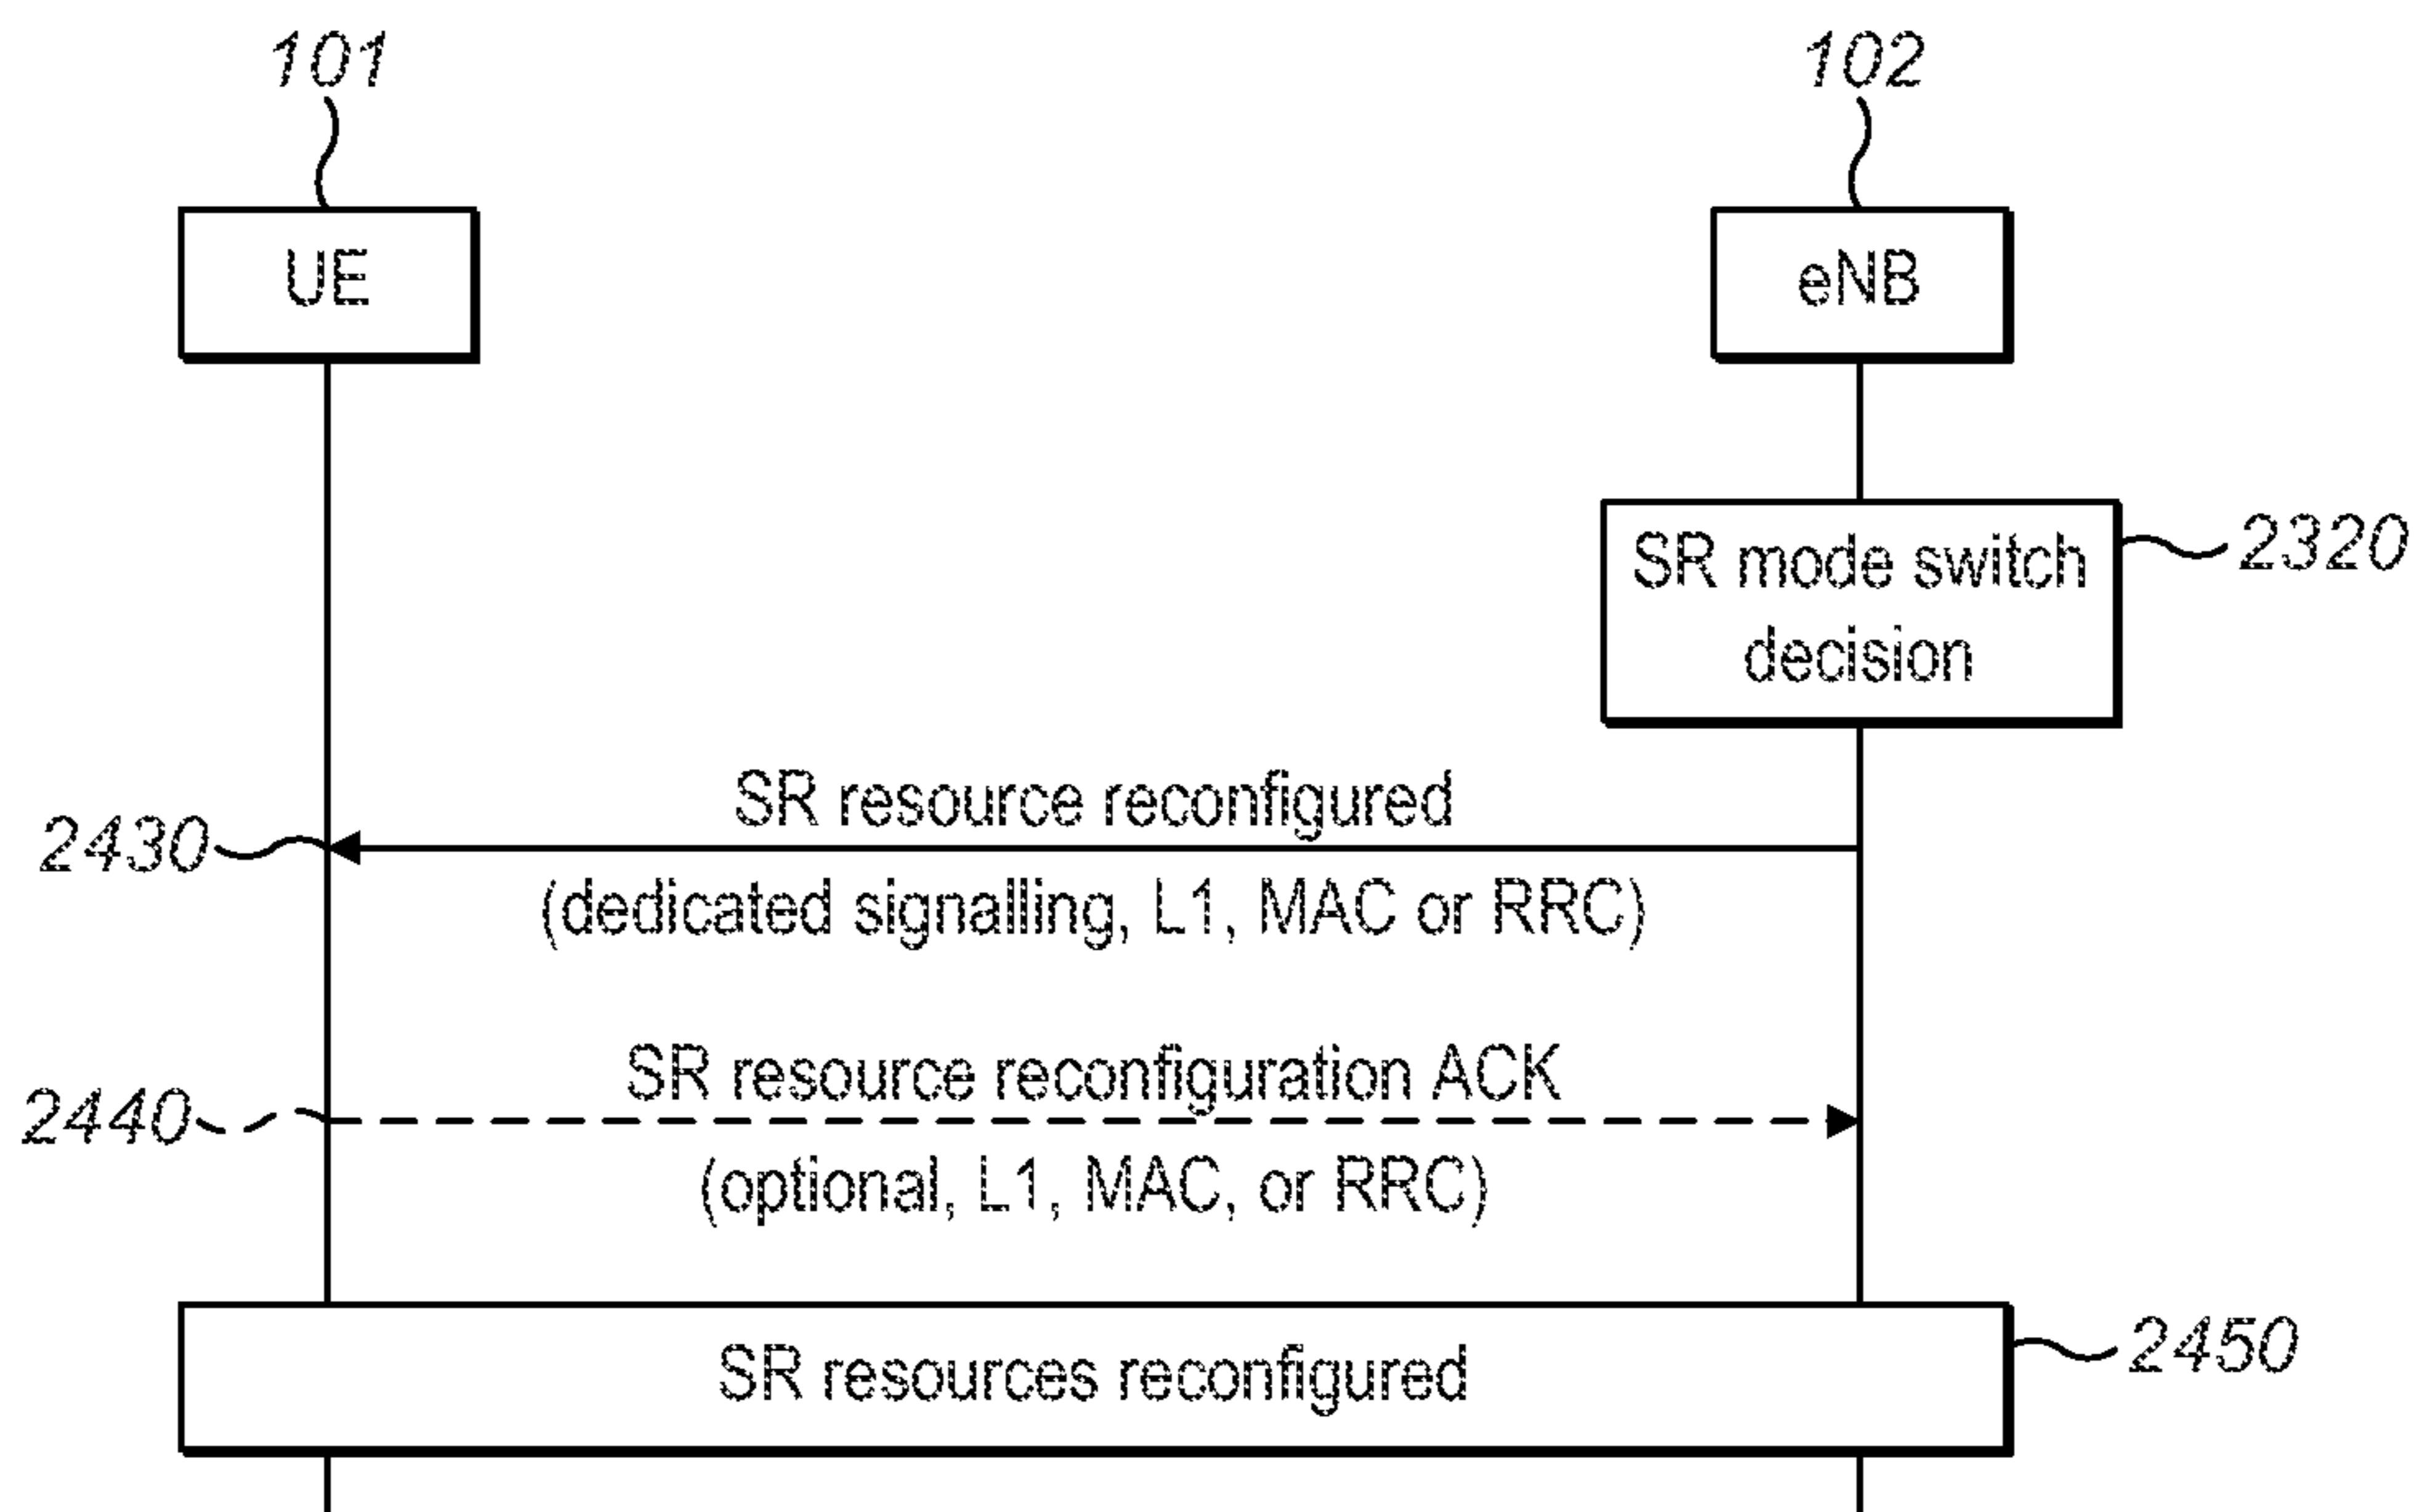 101
102
UE
eNB
SR mode switch
decision
2320
SR resource reconfigured
2430
(dedicated signalling, L1, MAC or RRC)
SR resource reconfiguration ACK
2440
(optional, L1, MAC, or RRC)
SR resources reconfigured
2450